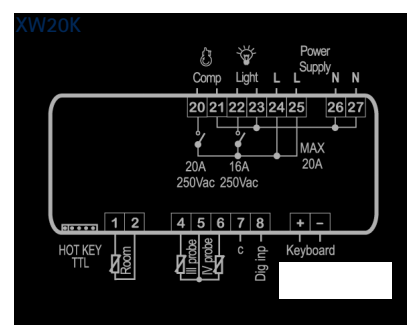 XW20K
Power
Supply
Comp Light L L N N
20 21 22 23 24 25 26 27
20A 16A MAX
250Vac 250Vac 20A
1 2 4 5 6 7 8 + -
HOT KEY
TTL
Room
III probe
IV probe
c
Dig inp
Keyboard